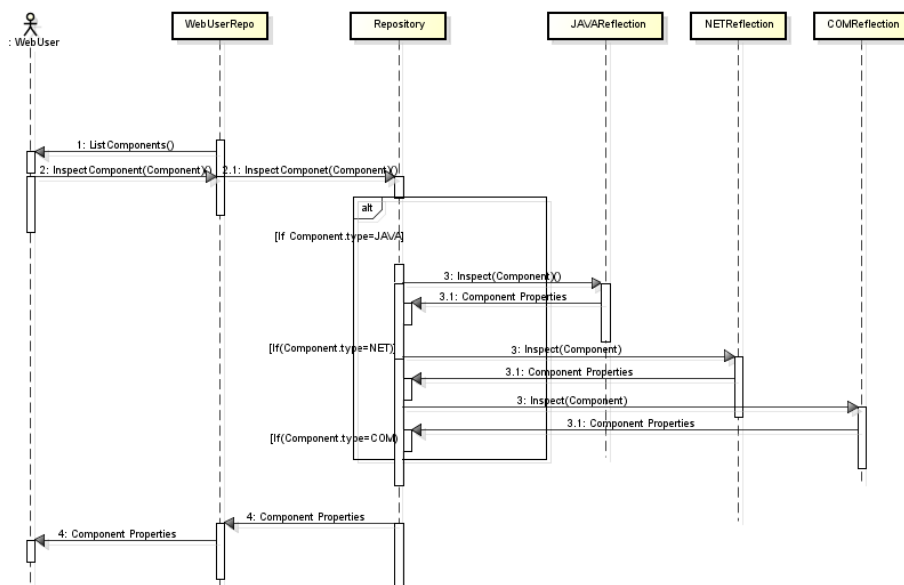 : WebUser
WebUserRepo
Repository
JAVAReflection
NETReflection
COMReflection
1: ListComponents()
2: InspectComponent(Component)()
2.1: InspectComponet(Component)()
alt
[If Component.type=JAVA]
3: Inspect(Component)()
3.1: Component Properties
[If(Component.type=NET)]
3: Inspect(Component)
3.1: Component Properties
3: Inspect(Component)
3.1: Component Properties
[If(Component.type=COM)
4: Component Properties
4: Component Properties